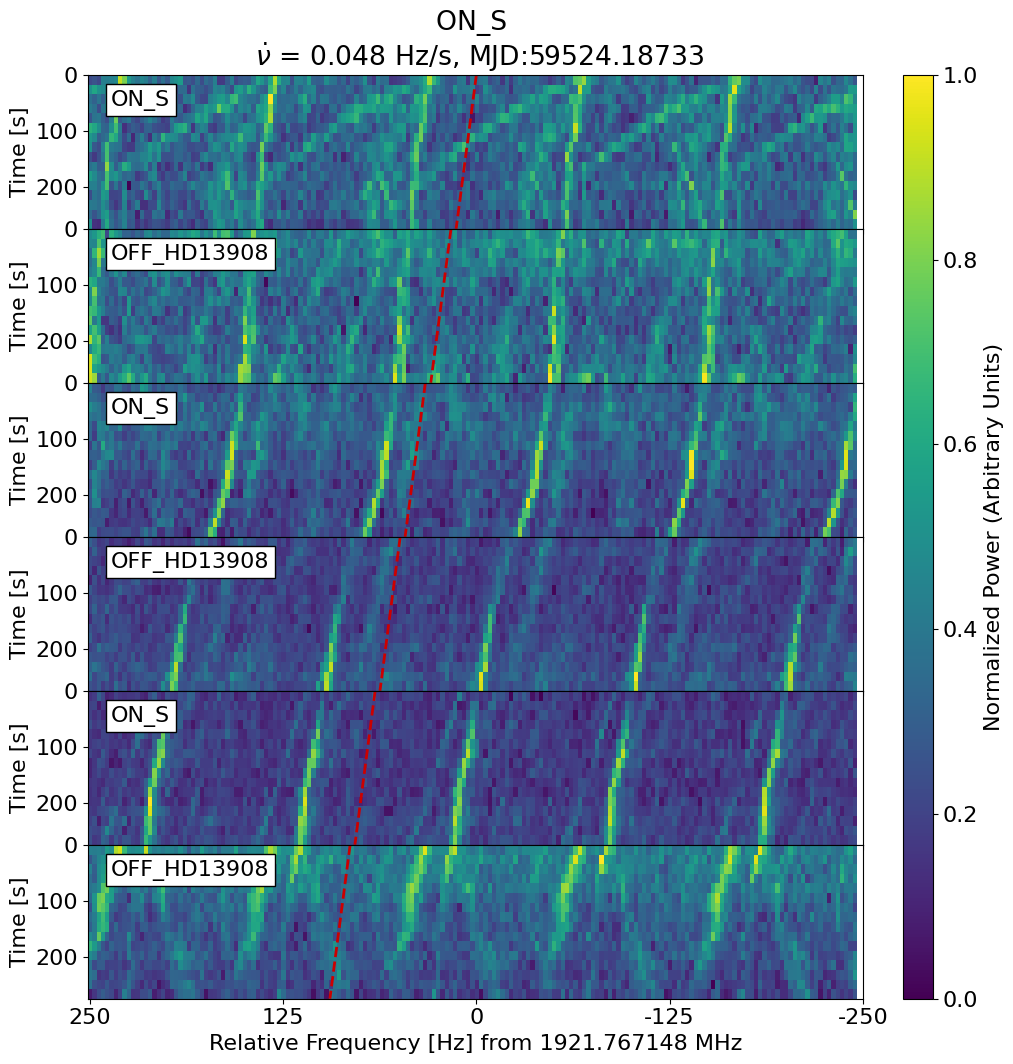 ON_S
ν̇ = 0.048 Hz/s, MJD:59524.18733
0
100
200
Time [s]
ON_S
0
100
200
Time [s]
OFF_HD13908
0
100
200
Time [s]
ON_S
0
100
200
Time [s]
OFF_HD13908
0
100
200
Time [s]
ON_S
0
100
200
Time [s]
OFF_HD13908
250 125 0 -125 -250
Relative Frequency [Hz] from 1921.767148 MHz
1.0
0.8
0.6
0.4
0.2
0.0
Normalized Power (Arbitrary Units)